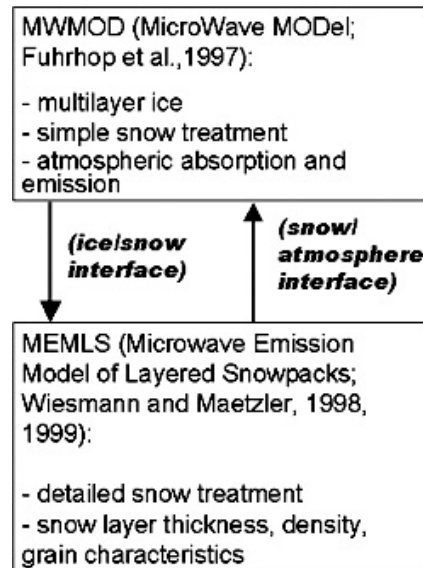 MWMOD (MicroWave MODel;
Fuhrhop et al.,1997):
- multilayer ice
- simple snow treatment
- atmospheric absorption and
emission
(ice/snow
interface)
(snow/
atmosphere
interface)
MEMLS (Microwave Emission
Model of Layered Snowpacks;
Wiesmann and Maetzler, 1998,
1999):
- detailed snow treatment
- snow layer thickness, density,
grain characteristics